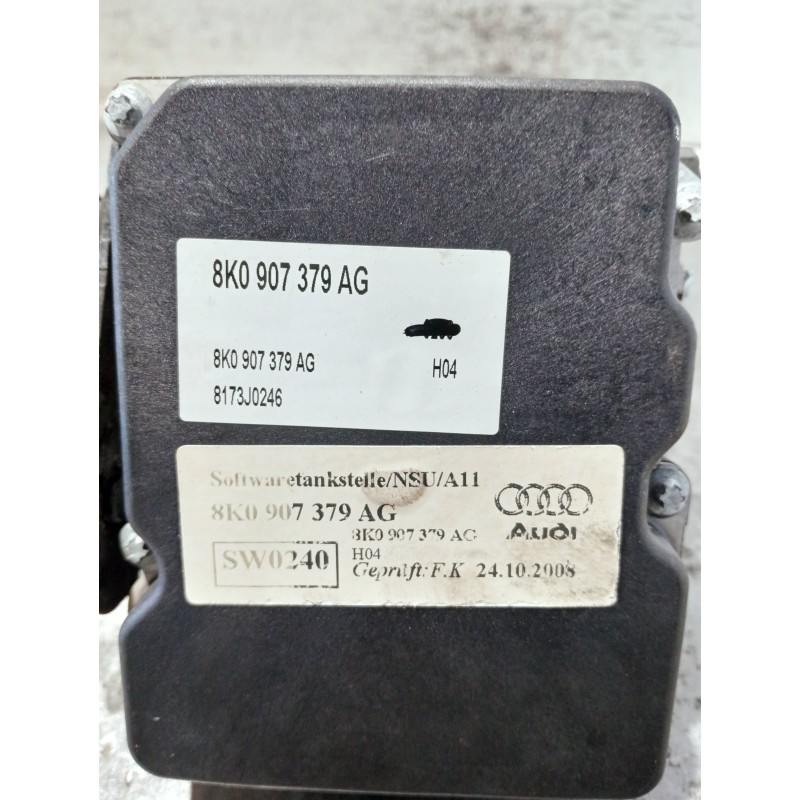 8K0 907 379 AG
8K0 907 379 AG H04
8173J0246
Softwaretankstelle/NSU/A11
8K0 907 379 AG
Audi
8K0 907 379 AG
SW0240
H04
Geprüft: F.K 24.10.2008